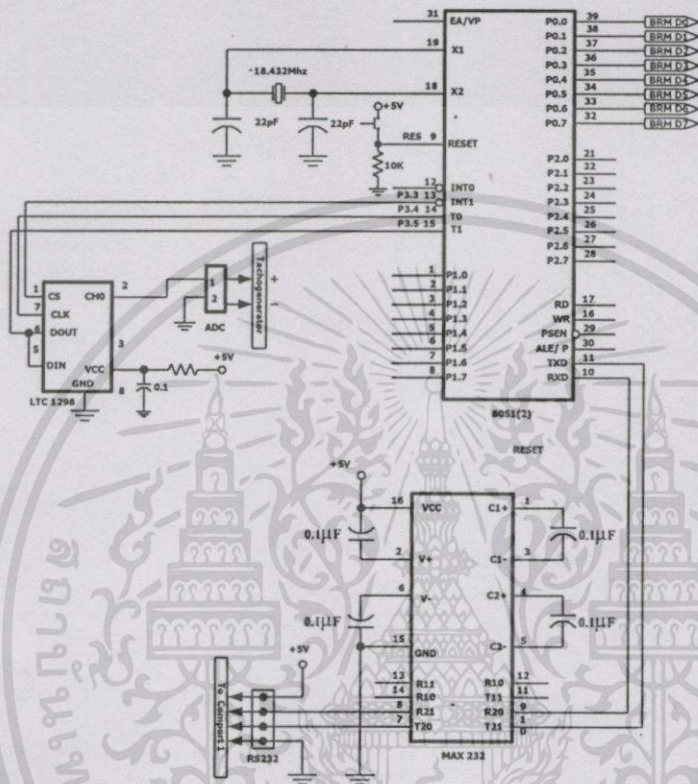 31 EA/VP
P0.0 39 BRM D0
P0.1 38 BRM D1
19 X1
P0.2 37 BRM D2
P0.3 36 BRM D3
-18.432Mhz
P0.4 35 BRM D4
18 X2
P0.5 34 BRM D5
P0.6 33 BRM D6
P0.7 32 BRM D7
+5V
22pF
22pF
RES 9 RESET
10K
P2.0 21
P2.1 22
P2.2 23
P2.3 24
P2.4 25
P2.5 26
P2.6 27
P2.7 28
12 INT0
P3.3 13 INT1
P3.4 14 T0
P3.5 15 T1
1 P1.0
2 P1.1
3 P1.2
4 P1.3
5 P1.4
6 P1.5
7 P1.6
8 P1.7
RD 17
WR 16
PSEN 29
ALE/ P 30
TXD 11
RXD 10
8051(2)
Tachogenerator
+
-
1
2
ADC
1 CS
7 CLK
6 DOUT
5 DIN
CH0 2
VCC 3
GND 8
LTC 1298
+5V
0.1
RESET
+5V
16 VCC
C1+ 1
0.1µF
0.1µF
2 V+
C1- 3
6 V-
C2+ 4
0.1µF
0.1µF
15 GND
C2- 5
+5V
13 R11
R10 12
14 R10
T11 11
8 R21
R20 9
7 T20
T21 10
To Comport 1
RS232
MAX 232